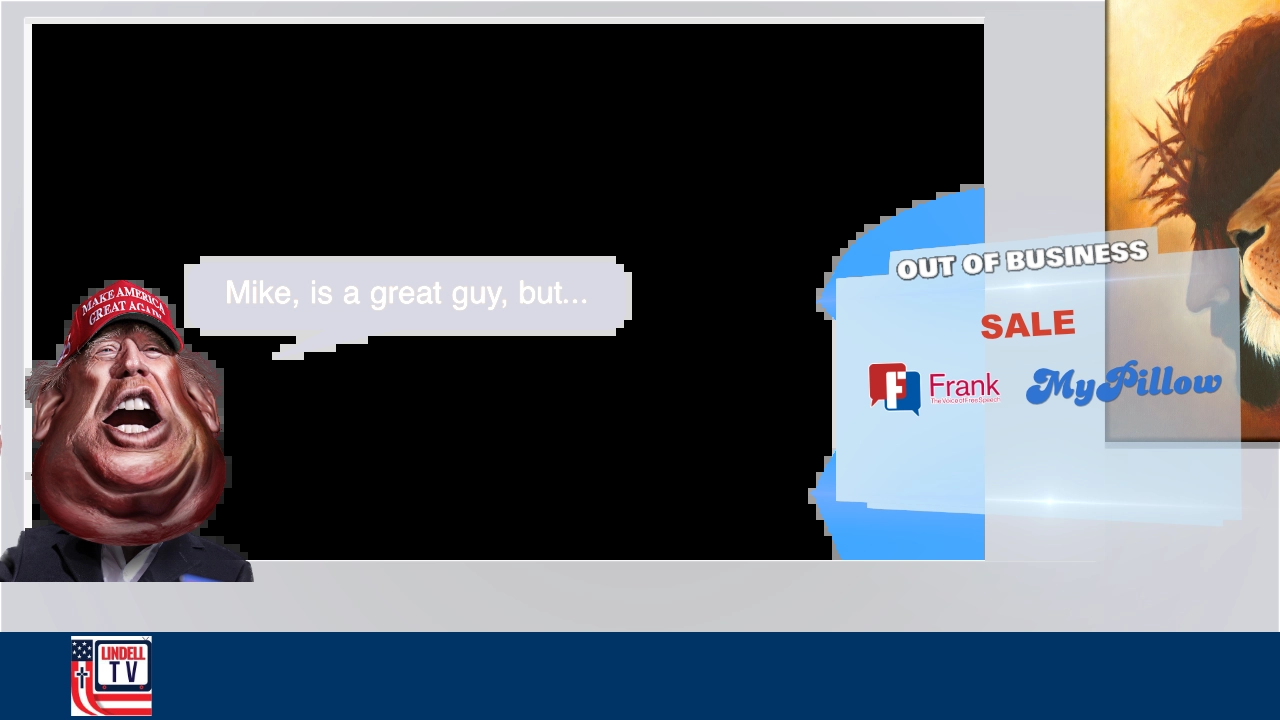 OUT OF BUSINESS
Mike, is a great guy, but...
MAKE AMERICA
GREAT AGAIN
SALE
F Frank
The Voice of Free Speech
MyPillow
LINDELL
TV